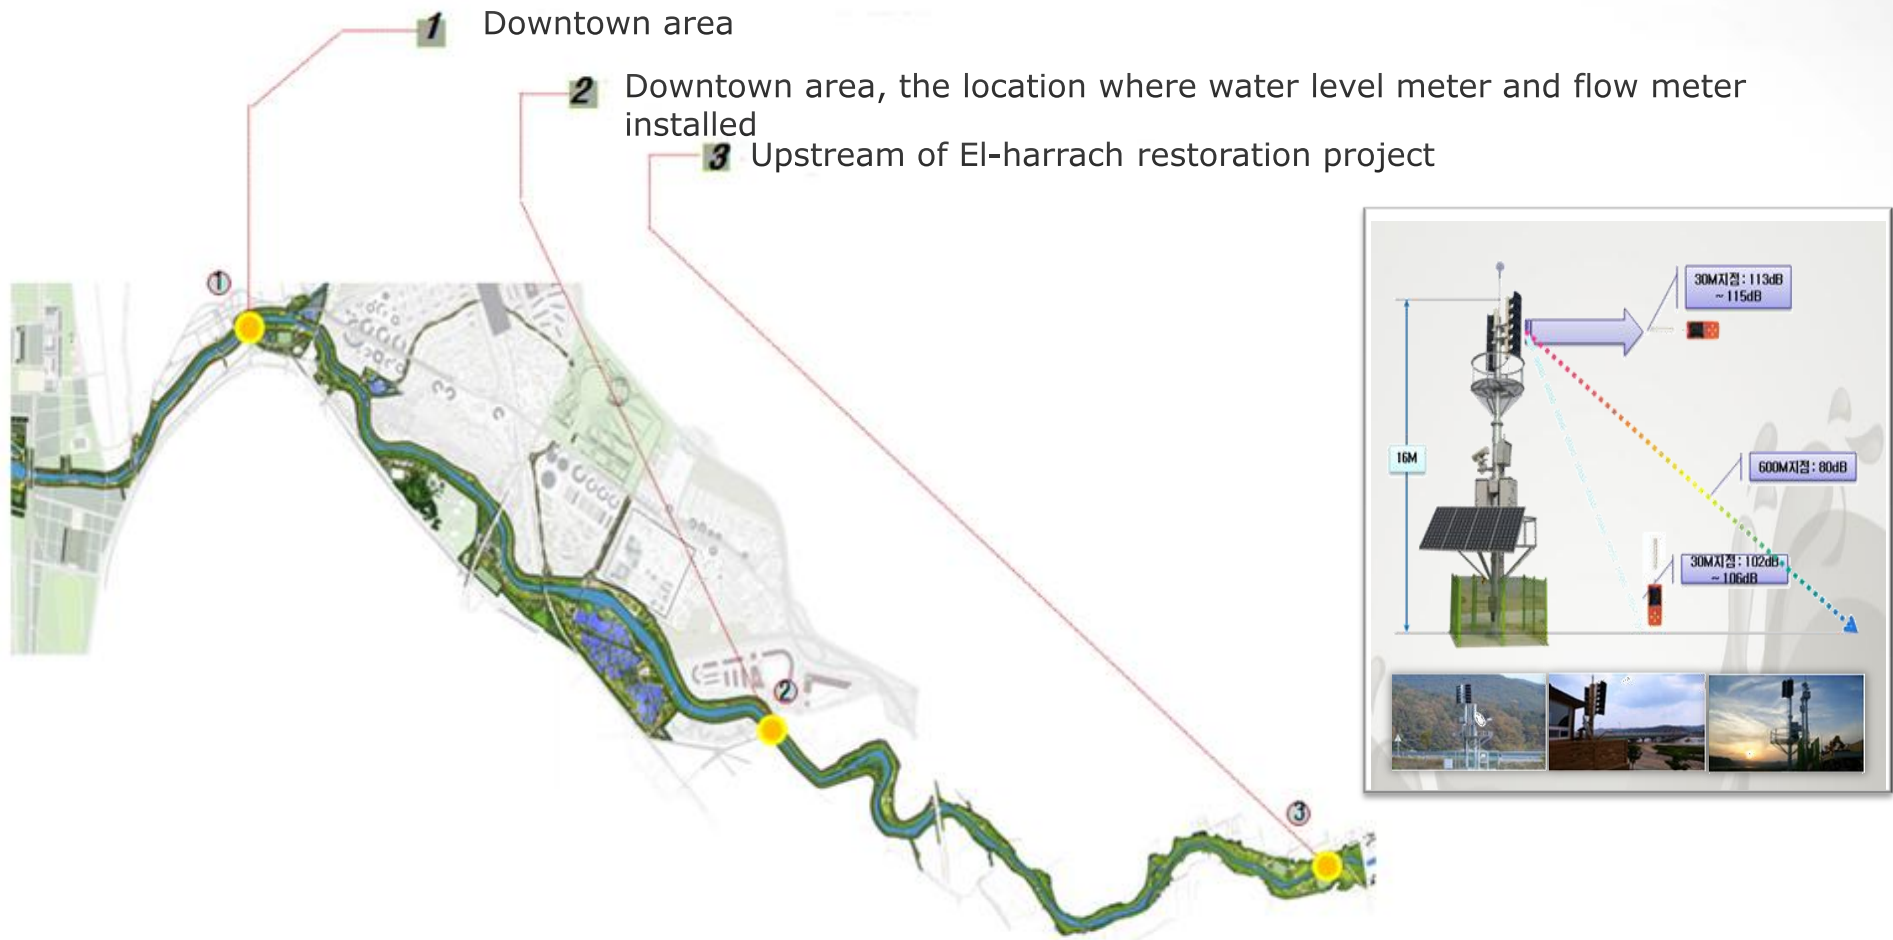 1 Downtown area
2 Downtown area, the location where water level meter and flow meter
installed
3 Upstream of El-harrach restoration project
①
②
③
30M지점 : 113dB
~ 115dB
16M
600M지점 : 80dB
30M지점 : 102dB
~ 106dB